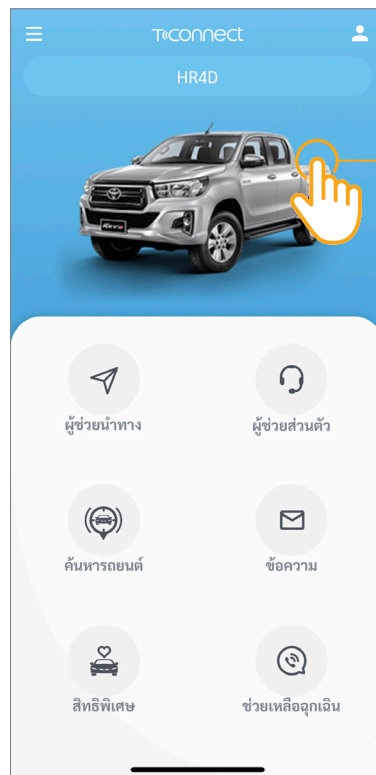 T-connect
HR4D
ผู้ช่วยนำทาง
ผู้ช่วยส่วนตัว
ค้นหารถยนต์
ข้อความ
สิทธิพิเศษ
ช่วยเหลือฉุกเฉิน